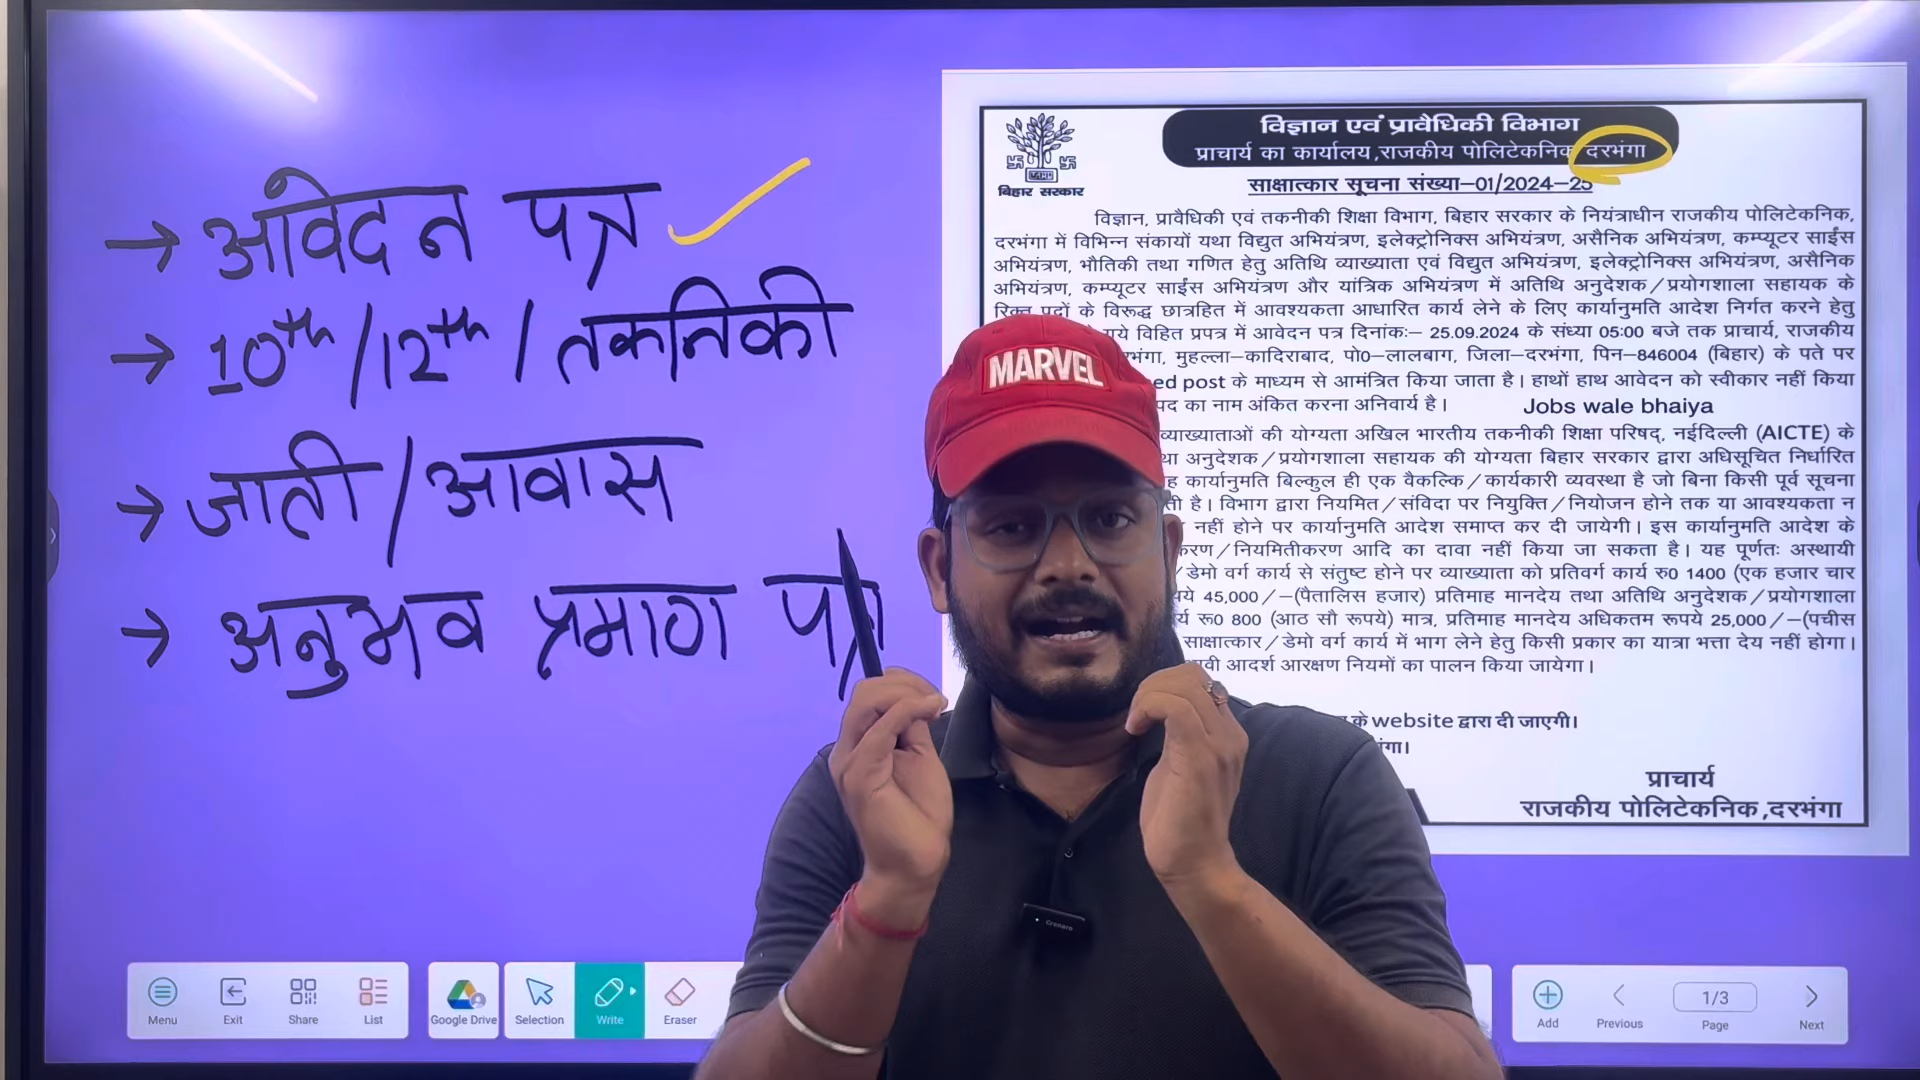 → आवेदन पत्र
→ 10th / 12th / तकनिकी
→ जाती / आवास
→ अनुभव प्रमाण पत्र
बिहार सरकार
विज्ञान एवं प्रावैधिकी विभाग
प्राचार्य का कार्यालय,राजकीय पोलिटेकनिक दरभंगा
साक्षात्कार सूचना संख्या–01/2024–25
विज्ञान, प्रावैधिकी एवं तकनीकी शिक्षा विभाग, बिहार सरकार के नियंत्राधीन राजकीय पोलिटेकनिक,
दरभंगा में विभिन्न संकायों यथा विद्युत अभियंत्रण, इलेक्ट्रोनिक्स अभियंत्रण, असैनिक अभियंत्रण, कम्प्यूटर साईंस
अभियंत्रण, भौतिकी तथा गणित हेतु अतिथि व्याख्याता एवं विद्युत अभियंत्रण, इलेक्ट्रोनिक्स अभियंत्रण, असैनिक
अभियंत्रण, कम्प्यूटर साईंस अभियंत्रण और यांत्रिक अभियंत्रण में अतिथि अनुदेशक/प्रयोगशाला सहायक के
रिक्त पदों के विरूद्ध छात्रहित में आवश्यकता आधारित कार्य लेने के लिए कार्यानुमति आदेश निर्गत करने हेतु
गये विहित प्रपत्र में आवेदन पत्र दिनांकः– 25.09.2024 के संध्या 05:00 बजे तक प्राचार्य, राजकीय
मुहल्ला–कादिराबाद, पो0–लालबाग, जिला–दरभंगा, पिन–846004 (बिहार) के पते पर
post के माध्यम से आमंत्रित किया जाता है। हाथों हाथ आवेदन को स्वीकार नहीं किया
पद का नाम अंकित करना अनिवार्य है। Jobs wale bhaiya
व्याख्याताओं की योग्यता अखिल भारतीय तकनीकी शिक्षा परिषद्, नईदिल्ली (AICTE) के
अनुदेशक/प्रयोगशाला सहायक की योग्यता बिहार सरकार द्वारा अधिसूचित निर्धारित
कार्यानुमति बिल्कुल ही एक वैकल्कि/कार्यकारी व्यवस्था है जो बिना किसी पूर्व सूचना
है। विभाग द्वारा नियमित/संविदा पर नियुक्ति/नियोजन होने तक या आवश्यकता न
नहीं होने पर कार्यानुमति आदेश समाप्त कर दी जायेगी। इस कार्यानुमति आदेश के
/नियमितीकरण आदि का दावा नहीं किया जा सकता है। यह पूर्णतः अस्थायी
/डेमो वर्ग कार्य से संतुष्ट होने पर व्याख्याता को प्रतिवर्ग कार्य रु0 1400 (एक हजार चार
45,000/–(पैतालिस हजार) प्रतिमाह मानदेय तथा अतिथि अनुदेशक/प्रयोगशाला
रू0 800 (आठ सौ रूपये) मात्र, प्रतिमाह मानदेय अधिकतम रूपये 25,000/–(पचीस
साक्षात्कार/डेमो वर्ग कार्य में भाग लेने हेतु किसी प्रकार का यात्रा भत्ता देय नहीं होगा।
आदर्श आरक्षण नियमों का पालन किया जायेगा।
के website द्वारा दी जाएगी।
प्राचार्य
राजकीय पोलिटेकनिक,दरभंगा
MARVEL
Menu Exit Share List Google Drive Selection Write Eraser
Add Previous 1/3 Page Next